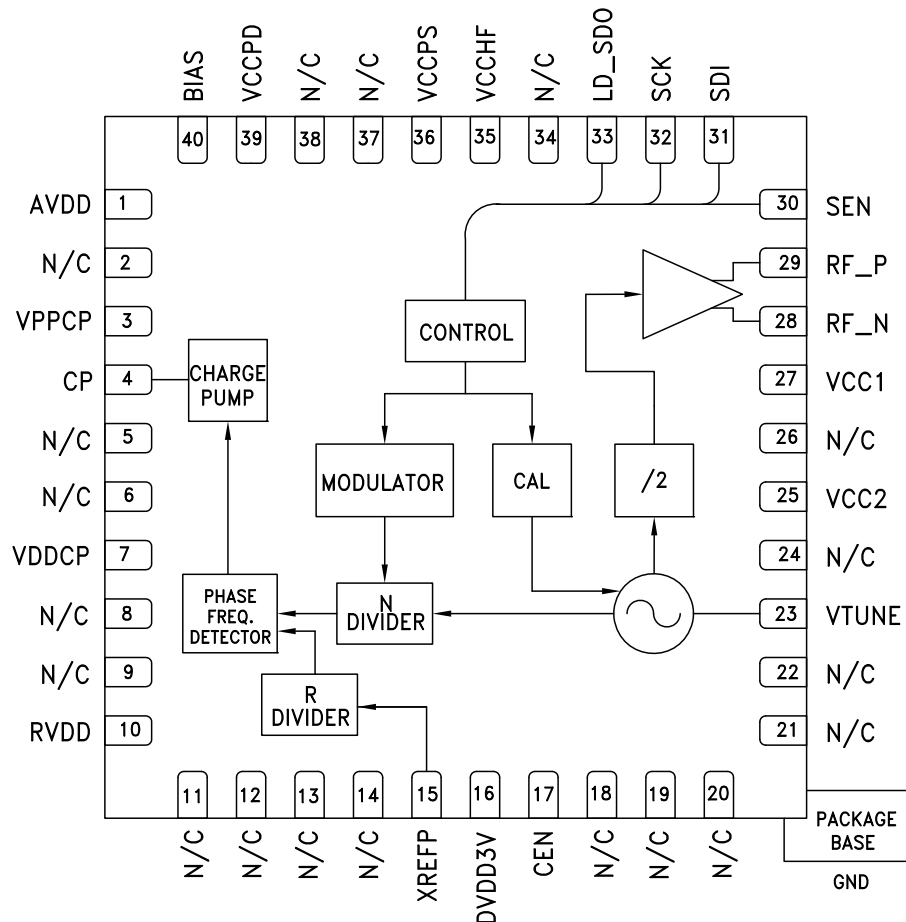 BIAS
VCCPD
N/C
N/C
VCCPS
VCCHF
N/C
LD_SDO
SCK
SDI
40
39
38
37
36
35
34
33
32
31
AVDD
1
N/C
2
VPPCP
3
CP
4
N/C
5
N/C
6
VDDCP
7
N/C
8
N/C
9
RVDD
10
30
SEN
29
RF_P
28
RF_N
27
VCC1
26
N/C
25
VCC2
24
N/C
23
VTUNE
22
N/C
21
N/C
CONTROL
CHARGE
PUMP
MODULATOR
CAL
/2
PHASE
FREQ.
DETECTOR
N
DIVIDER
R
DIVIDER
11
12
13
14
15
16
17
18
19
20
N/C
N/C
N/C
N/C
XREFP
DVDD3V
CEN
N/C
N/C
N/C
PACKAGE
BASE
GND